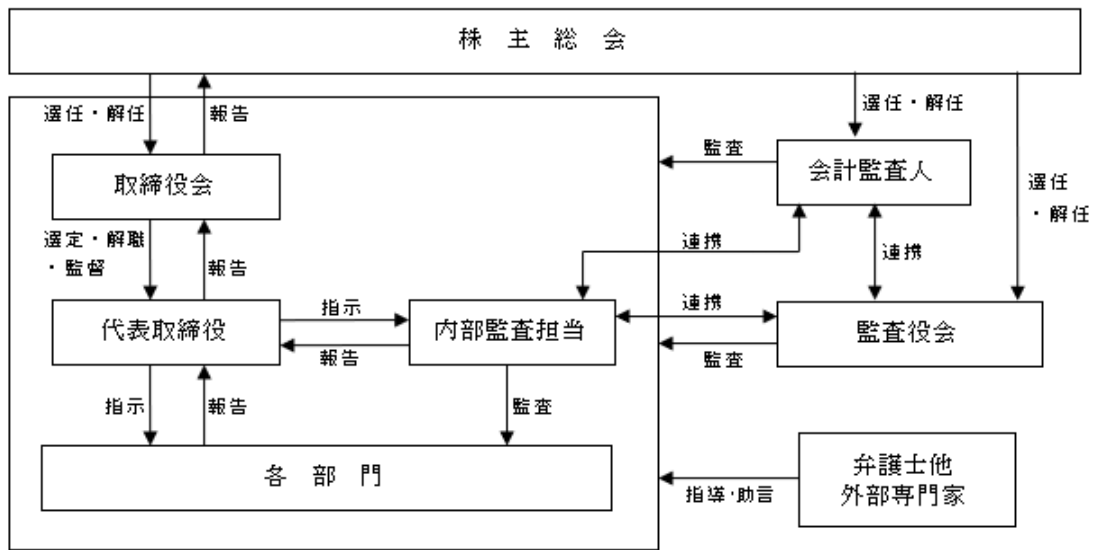 株 主 総 会
選任・解任
報告
選任・解任
監査
会計監査人
取締役会
選任
・解任
選定・解職
・監督
報告
連携
連携
代表取締役
指示
報告
内部監査担当
連携
監査
監査役会
指示
報告
監査
各 部 門
指導・助言
弁護士他
外部専門家